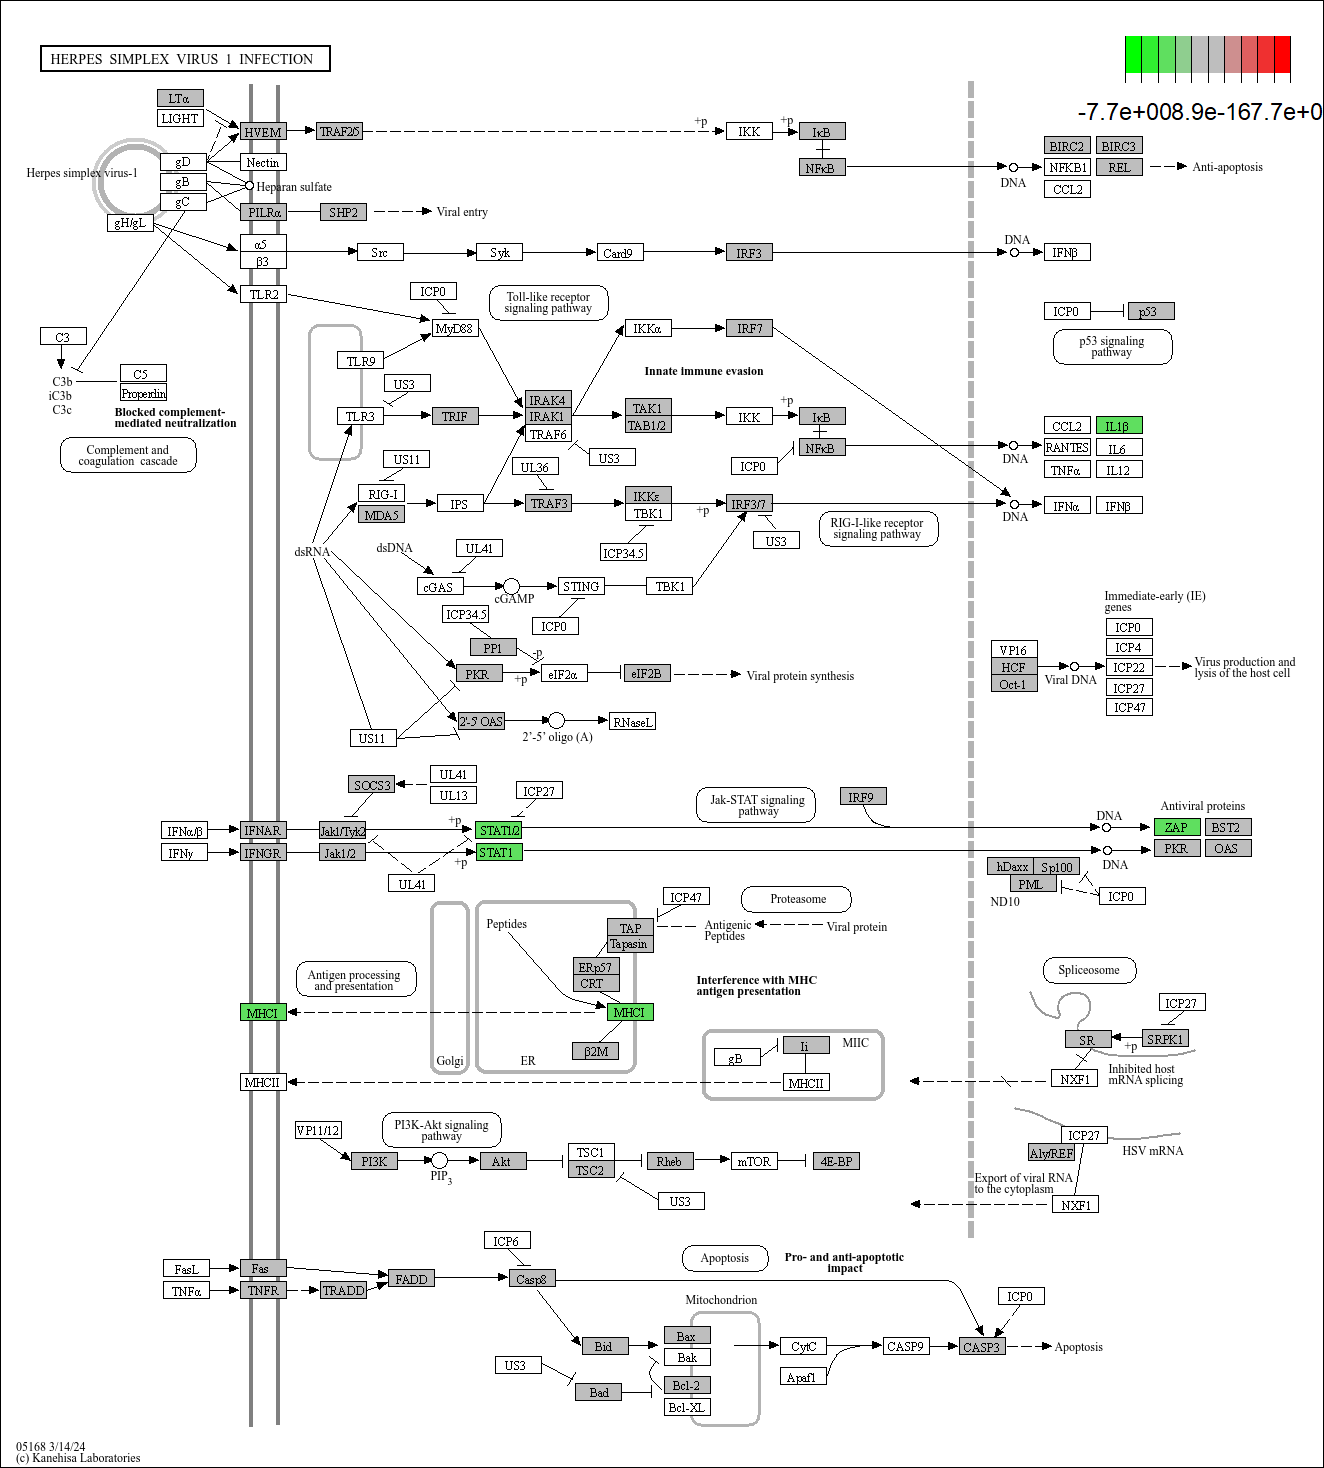 HERPES SIMPLEX VIRUS 1 INFECTION
-7.7e+008.9e-167.7e+0
LTα
LIGHT
HVEM
TRAF2/5
+p
IKK
+p
IκB
NFκB
DNA
BIRC2
BIRC3
NFKB1
REL
CCL2
Anti-apoptosis
Herpes simplex virus-1
gD
gB
gC
gH/gL
Nectin
Heparan sulfate
PILRα
SHP2
Viral entry
α5
β3
Src
Syk
Card9
IRF3
DNA
IFNβ
TLR2
ICP0
MyD88
Toll-like receptor
signaling pathway
IKKα
IRF7
ICP0
p53
p53 signaling
pathway
C3
C3b
iC3b
C3c
C5
Properdin
Blocked complement-
mediated neutralization
Complement and
coagulation cascade
TLR9
US3
TLR3
TRIF
IRAK4
IRAK1
TRAF6
US3
Innate immune evasion
TAK1
TAB1/2
IKK
+p
IκB
NFκB
ICP0
DNA
CCL2
IL1β
RANTES
IL6
TNFα
IL12
US11
RIG-I
MDA5
IPS
UL36
TRAF3
IKKε
TBK1
ICP34.5
+p
IRF3/7
US3
RIG-I-like receptor
signaling pathway
DNA
IFNα
IFNβ
dsRNA
dsDNA
UL41
cGAS
cGAMP
STING
ICP0
TBK1
ICP34.5
PP1
-p
PKR
+p
eIF2α
eIF2B
Viral protein synthesis
US11
2'-5' OAS
2'-5' oligo (A)
RNaseL
Immediate-early (IE)
genes
VP16
HCF
Oct-1
Viral DNA
ICP0
ICP4
ICP22
ICP27
ICP47
Virus production and
lysis of the host cell
SOCS3
UL41
UL13
ICP27
Jak-STAT signaling
pathway
IRF9
IFNα/β
IFNAR
Jak1/Tyk2
+p
STAT1/2
IFNγ
IFNGR
Jak1/2
+p
STAT1
UL41
DNA
DNA
Antiviral proteins
ZAP
BST2
PKR
OAS
hDaxx
Sp100
PML
ND10
ICP0
Peptides
TAP
Tapasin
ICP47
Antigenic
Peptides
Proteasome
Viral protein
ERp57
CRT
MHCI
β2M
Golgi
ER
Antigen processing
and presentation
MHCI
MHCII
Interference with MHC
antigen presentation
gB
Ii
MHCII
MIIC
Spliceosome
ICP27
SR
+p
SRPK1
Inhibited host
mRNA splicing
NXF1
VP11/12
PI3K-Akt signaling
pathway
PI3K
PIP3
Akt
TSC1
TSC2
US3
Rheb
mTOR
4E-BP
ICP27
Aly/REF
HSV mRNA
Export of viral RNA
to the cytoplasm
NXF1
FasL
Fas
TNFα
TNFR
TRADD
FADD
ICP6
Casp8
Apoptosis
Pro- and anti-apoptotic
impact
Mitochondrion
Bid
US3
Bad
Bax
Bak
Bcl-2
Bcl-XL
CytC
Apaf1
CASP9
CASP3
ICP0
Apoptosis
05168 3/14/24
(c) Kanehisa Laboratories